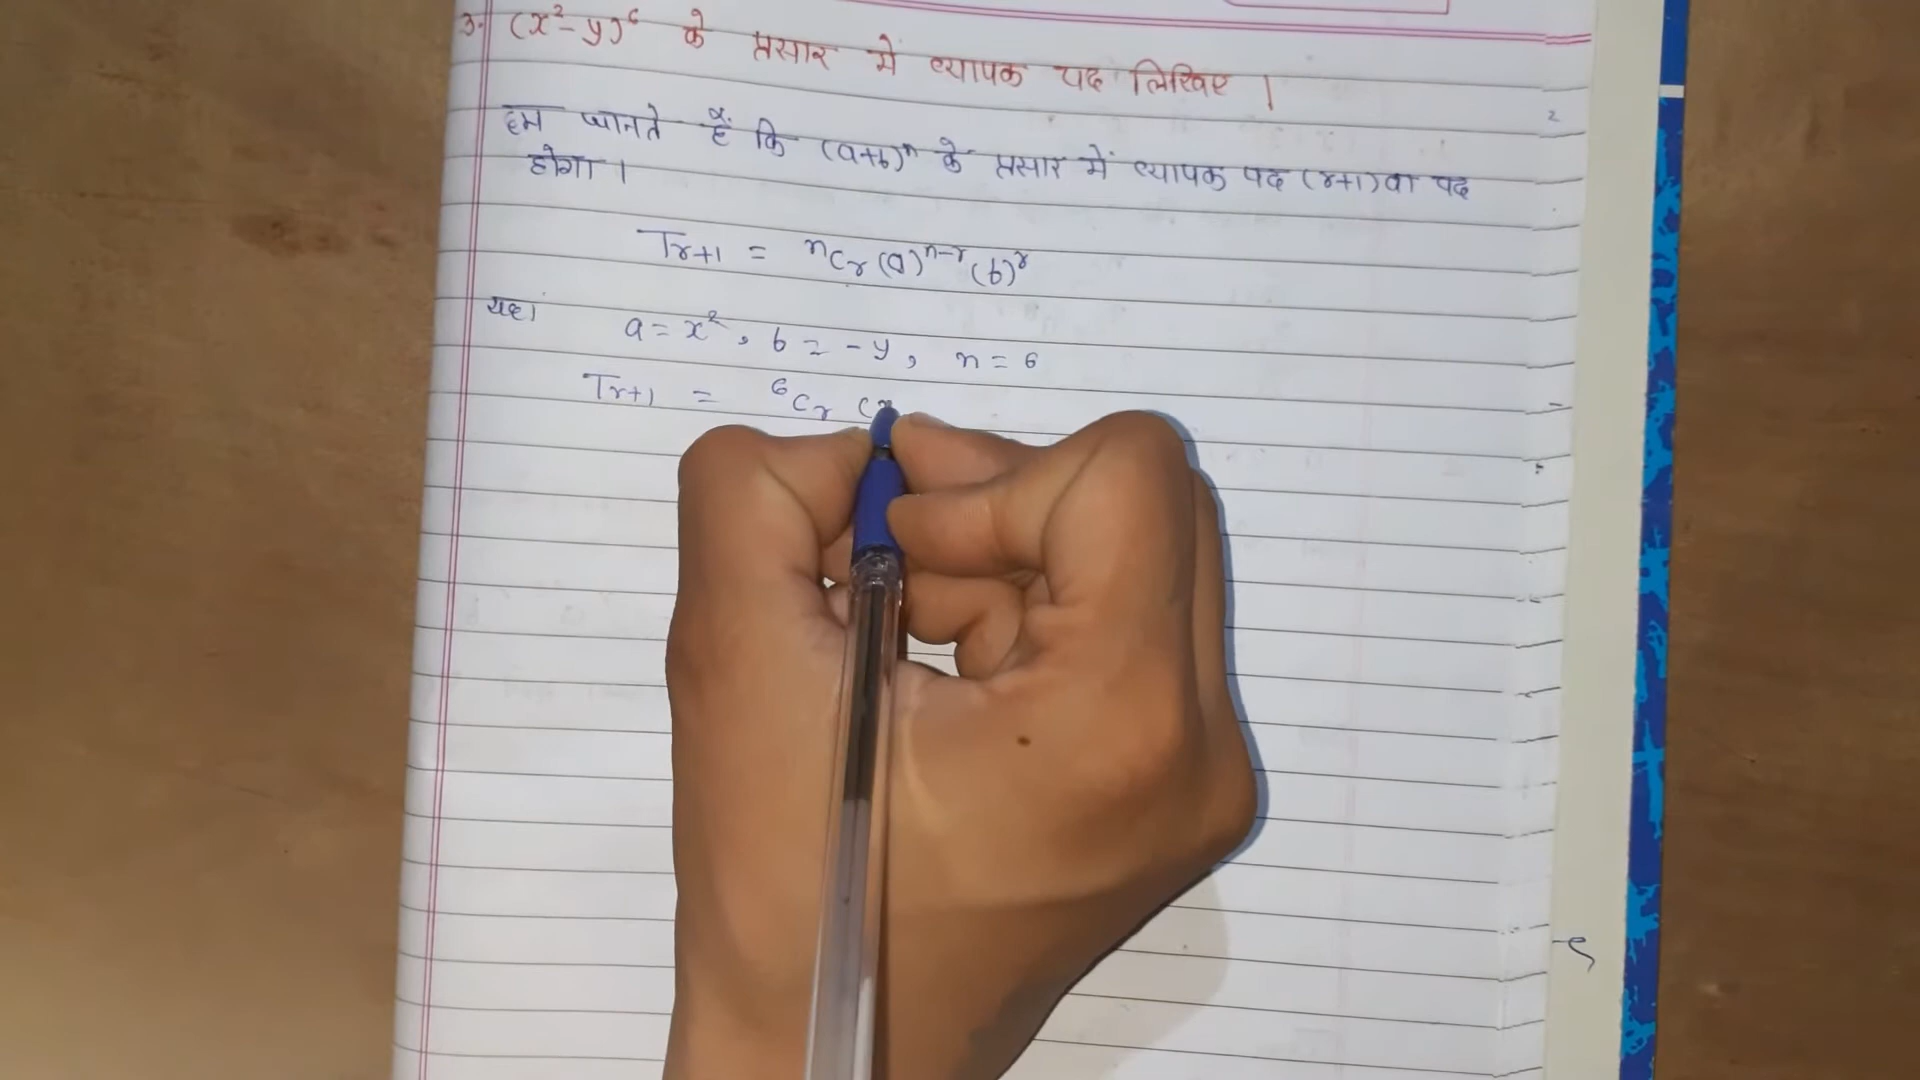 3. (x² - y)⁶ के प्रसार में व्यापक पद लिखिए ।
हम जानते हैं कि (a+b)ⁿ के प्रसार में व्यापक पद (r+1) वा पद
होगा ।
Tr+1 = ⁿCr (a)ⁿ⁻ʳ (b)ʳ
यहां a = x², b = -y, n = 6
Tr+1 = ⁶Cr (x